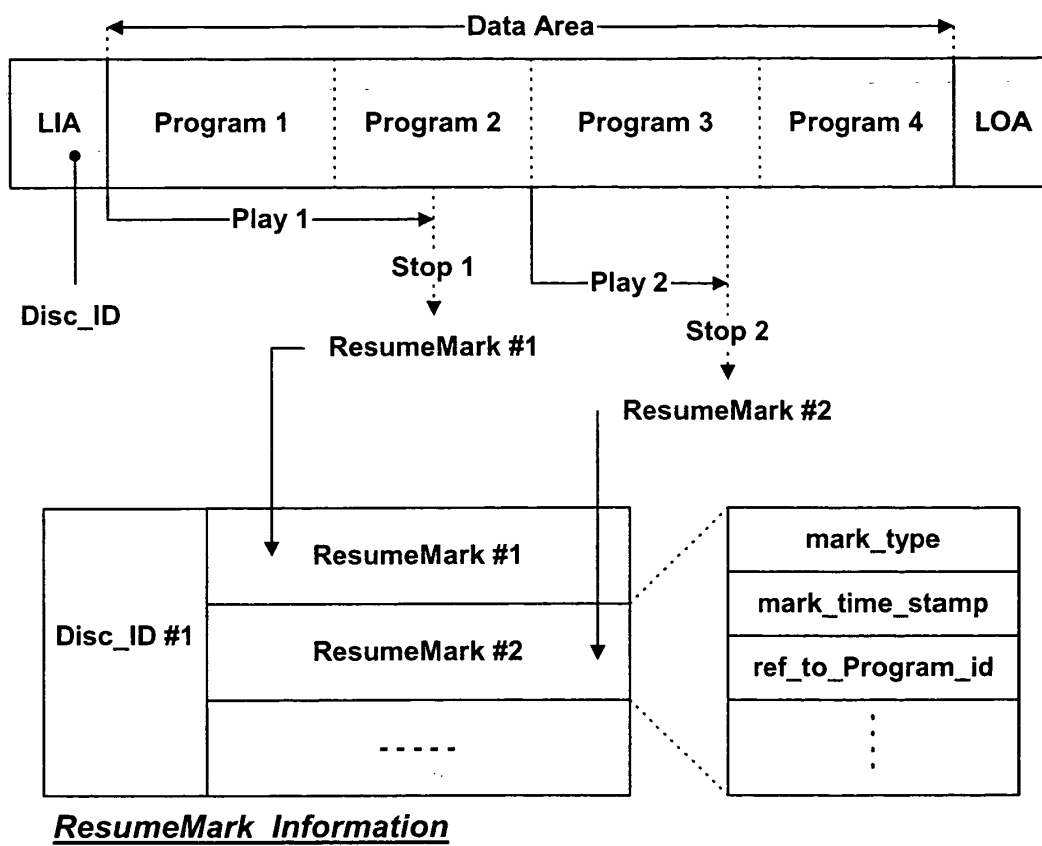 Data Area
LIA
Program 1
Program 2
Program 3
Program 4
LOA
Play 1
Stop 1
Play 2
Disc_ID
Stop 2
ResumeMark #1
ResumeMark #2
Disc_ID #1
ResumeMark #1
ResumeMark #2
mark_type
mark_time_stamp
ref_to_Program_id
ResumeMark Information